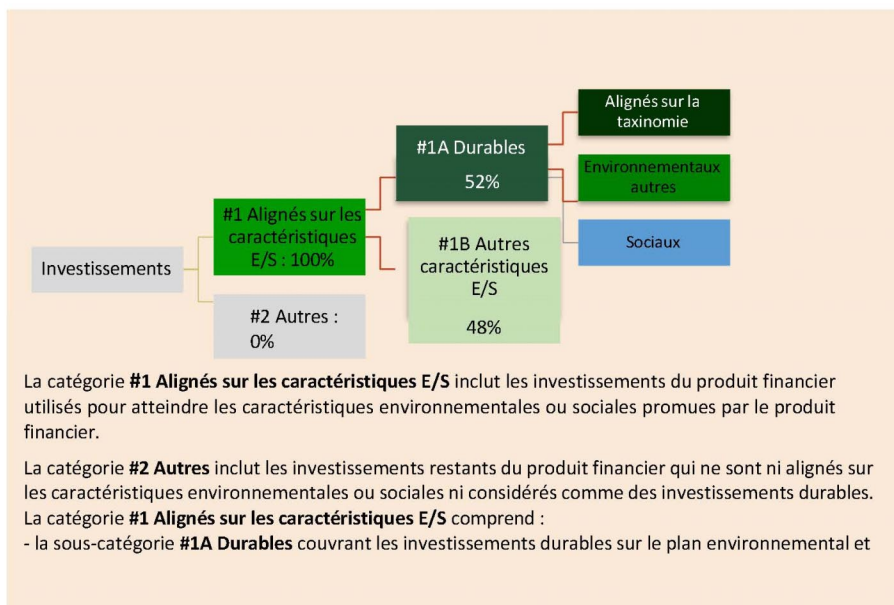 Alignés sur la
taxinomie
#1A Durables
52%
Environnementaux
autres
#1 Alignés sur les
caractéristiques
E/S : 100%
#1B Autres
caractéristiques
E/S
48%
Sociaux
Investissements
#2 Autres :
0%
La catégorie #1 Alignés sur les caractéristiques E/S inclut les investissements du produit financier
utilisés pour atteindre les caractéristiques environnementales ou sociales promues par le produit
financier.
La catégorie #2 Autres inclut les investissements restants du produit financier qui ne sont ni alignés sur
les caractéristiques environnementales ou sociales ni considérés comme des investissements durables.
La catégorie #1 Alignés sur les caractéristiques E/S comprend :
- la sous-catégorie #1A Durables couvrant les investissements durables sur le plan environnemental et